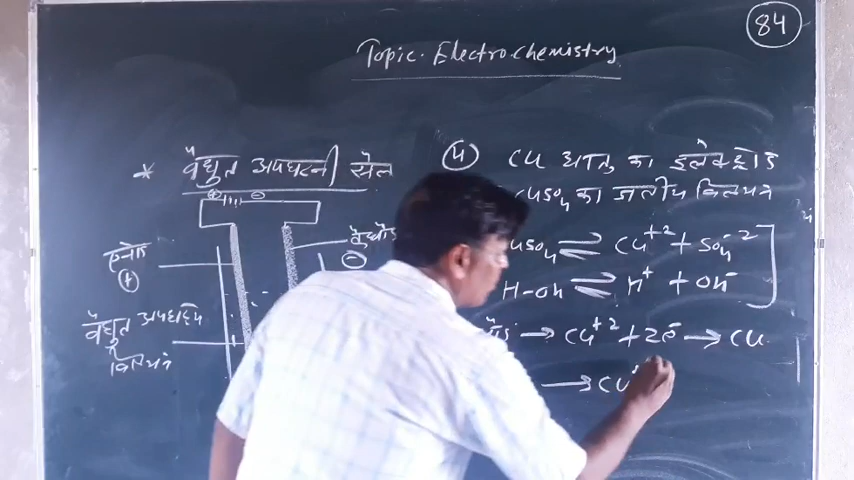 84
Topic. Electrochemistry
* वैद्युत अपघटनी सेल
+ -
कैथोड
-
एनोड
+
वैद्युत अपघट्य
विलयन
4 Cu धातु का इलेक्ट्रोड
CuSO4 का जलीय विलयन
CuSO4 ⇌ Cu+2 + SO4-2
H-OH ⇌ H+ + OH-
→ Cu+2 + 2e- → Cu.
→ Cu